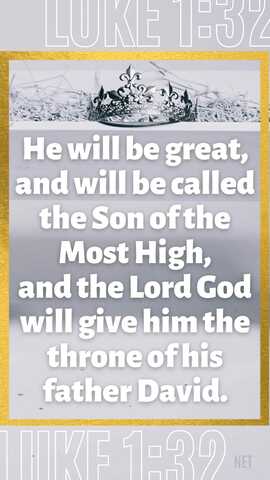 LUKE 1:32
He will be great,
and will be called
the Son of the
Most High,
and the Lord God
will give him the
throne of his
father David.
LUKE 1:32
NET